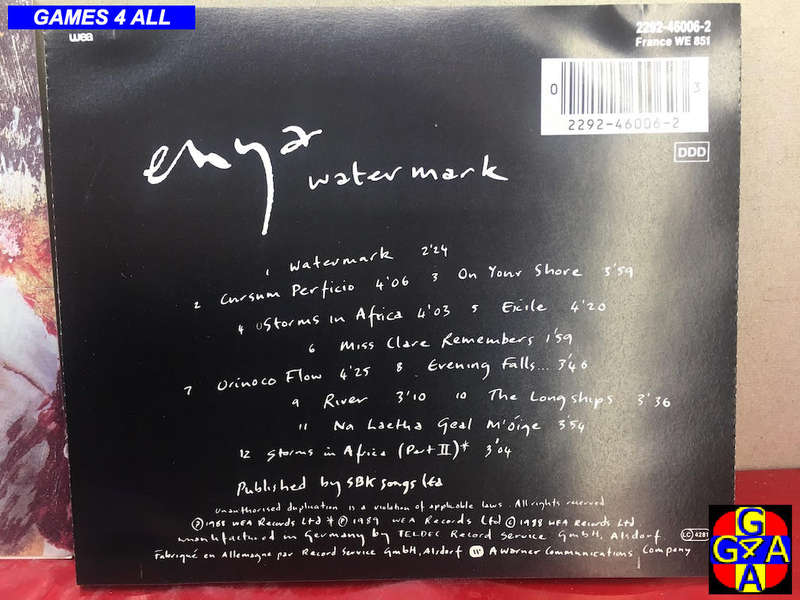 GAMES 4 ALL
wea
2292-46006-2
France WE 851
0 3
2292-46006-2
DDD
enya
watermark
1 Watermark 2'24
2 Cursum Perficio 4'06 3 On Your Shore 3'59
4 Storms in Africa 4'03 5 Exile 4'20
6 Miss Clare Remembers 1'59
7 Orinoco Flow 4'25 8 Evening Falls... 3'46
9 River 3'10 10 The Longships 3'36
11 Na Laetha Geal M'óige 3'54
12 Storms in Africa (Part II)* 3'04
Published by SBK Songs Ltd
Unauthorised duplication is a violation of applicable laws. All rights reserved
℗ 1988 WEA Records Ltd * ℗ 1989 WEA Records Ltd © 1988 WEA Records Ltd
manufactured in Germany by TELDEC Record Service GmbH, Alsdorf
LC 4281
Fabriqué en Allemagne par Record Service GmbH, Alsdorf A Warner Communications Company
G
G4A
A